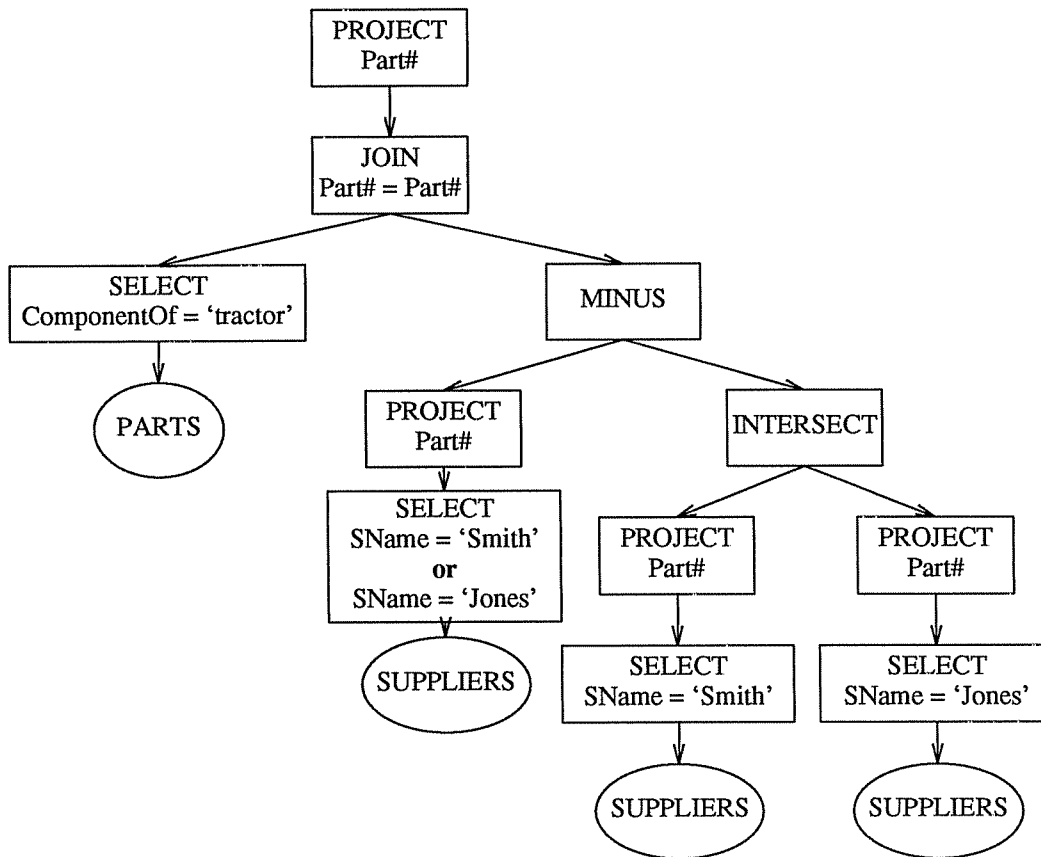 PROJECT
Part#
JOIN
Part# = Part#
SELECT
ComponentOf = ‘tractor’
MINUS
PARTS
PROJECT
Part#
INTERSECT
SELECT
SName = ‘Smith’
or
SName = ‘Jones’
PROJECT
Part#
PROJECT
Part#
SUPPLIERS
SELECT
SName = ‘Smith’
SELECT
SName = ‘Jones’
SUPPLIERS
SUPPLIERS